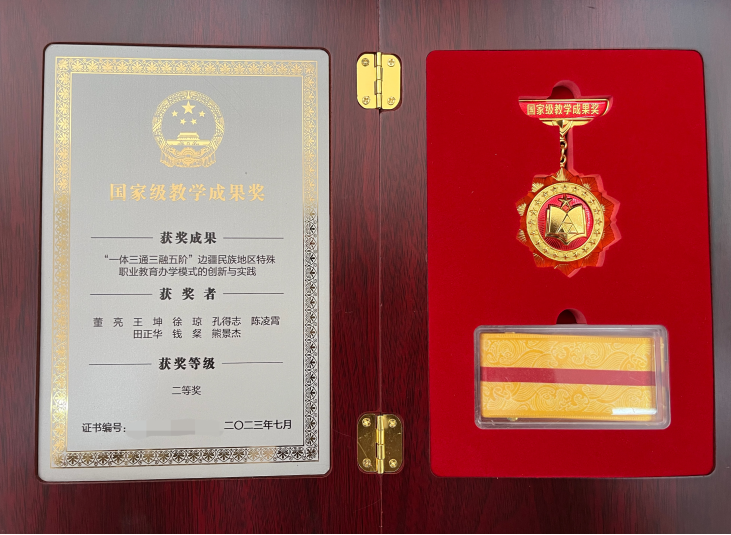 国家级教学成果奖
获奖成果
“一体三通三融五阶”边疆民族地区特殊
职业教育办学模式的创新与实践
获奖者
董亮 王坤 徐琼 孔得志 陈凌霄
田正华 钱粲 熊景杰
获奖等级
二等奖
证书编号： 二〇二三年七月
国家级教学成果奖